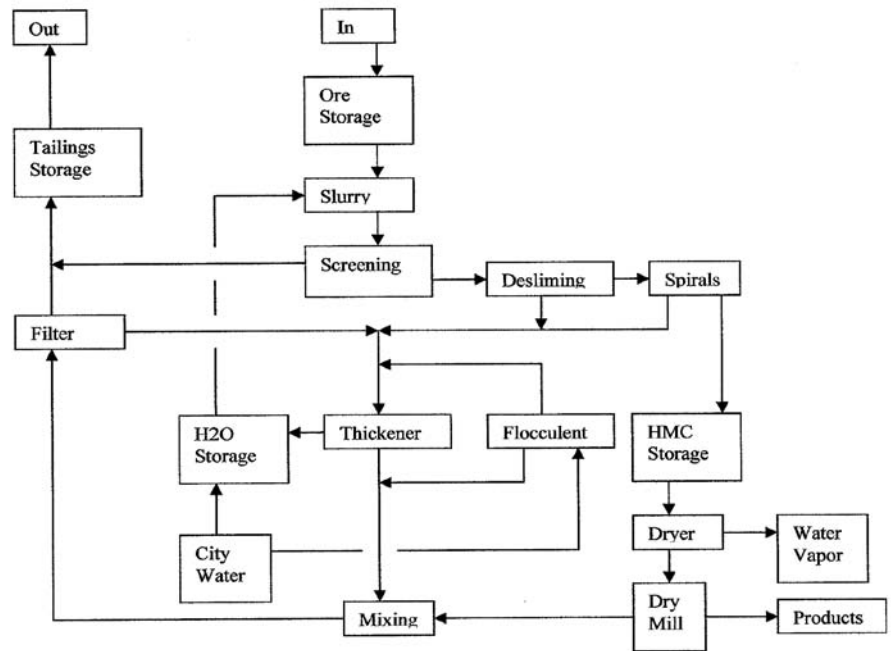 Out
In
Ore
Storage
Tailings
Storage
Slurry
Screening
Desliming
Spirals
Filter
H2O
Storage
Thickener
Flocculent
HMC
Storage
City
Water
Dryer
Water
Vapor
Mixing
Dry
Mill
Products